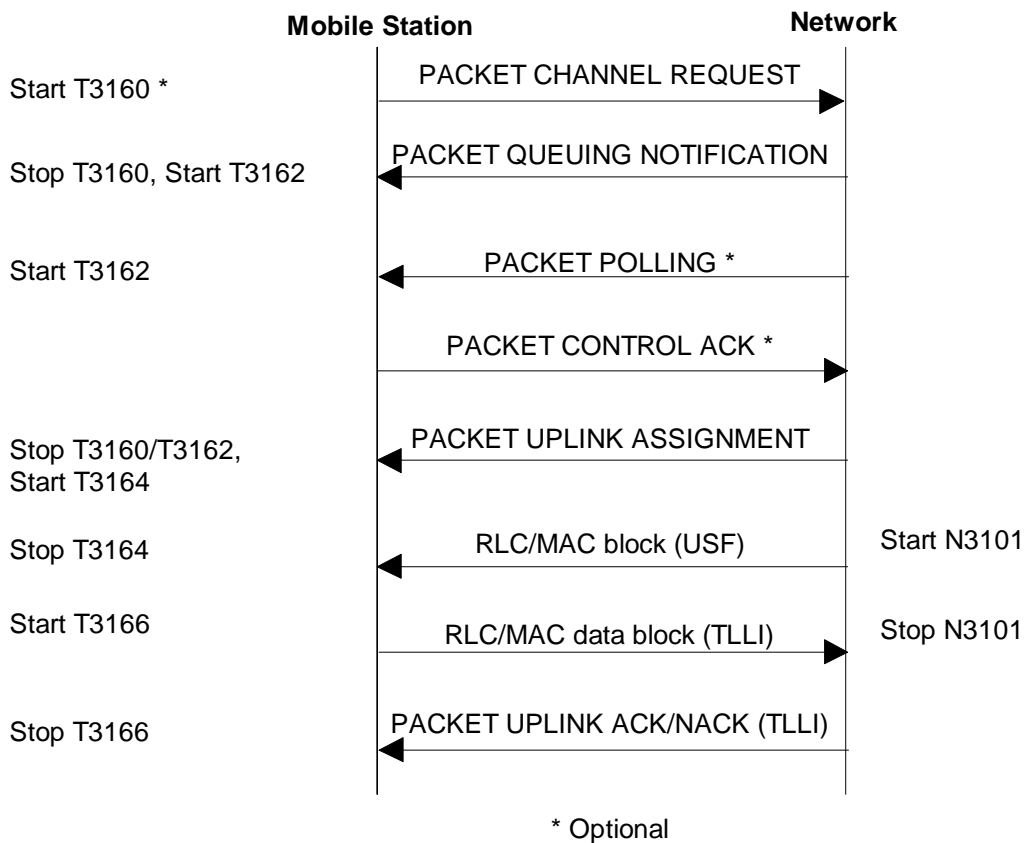 Mobile Station
Network
Start T3160 *
PACKET CHANNEL REQUEST
Stop T3160, Start T3162
PACKET QUEUING NOTIFICATION
Start T3162
PACKET POLLING *
PACKET CONTROL ACK *
Stop T3160/T3162,
Start T3164
PACKET UPLINK ASSIGNMENT
Stop T3164
RLC/MAC block (USF)
Start N3101
Start T3166
RLC/MAC data block (TLLI)
Stop N3101
Stop T3166
PACKET UPLINK ACK/NACK (TLLI)
* Optional